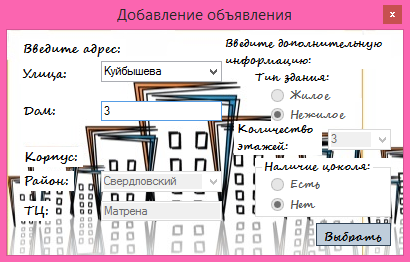 Добавление объявления
x
Введите адрес:
Улица:
Куйбышева
Дом:
3
Корпус:
Район:
Свердловский
ТЦ:
Матрена
Введите дополнительную
информацию:
Тип здания:
Жилое
Нежилое
Количество
этажей:
3
Наличие цоколя:
Есть
Нет
Выбрать